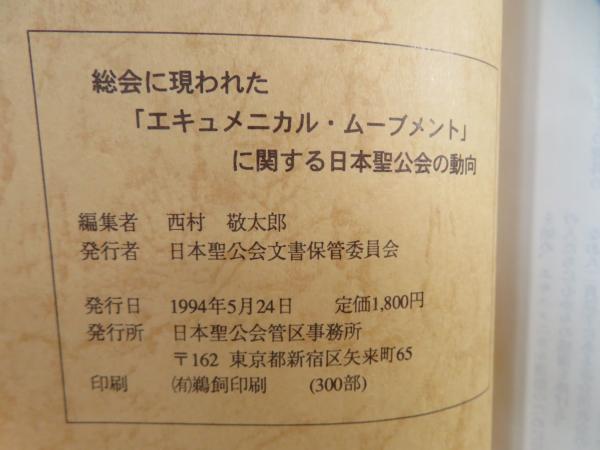 総会に現われた
「エキュメニカル・ムーブメント」
に関する日本聖公会の動向
編集者　西村　敬太郎
発行者　日本聖公会文書保管委員会
発行日　1994年5月24日　定価1,800円
発行所　日本聖公会管区事務所
〒162 東京都新宿区矢来町65
印刷　㈲鵜飼印刷　(300部)